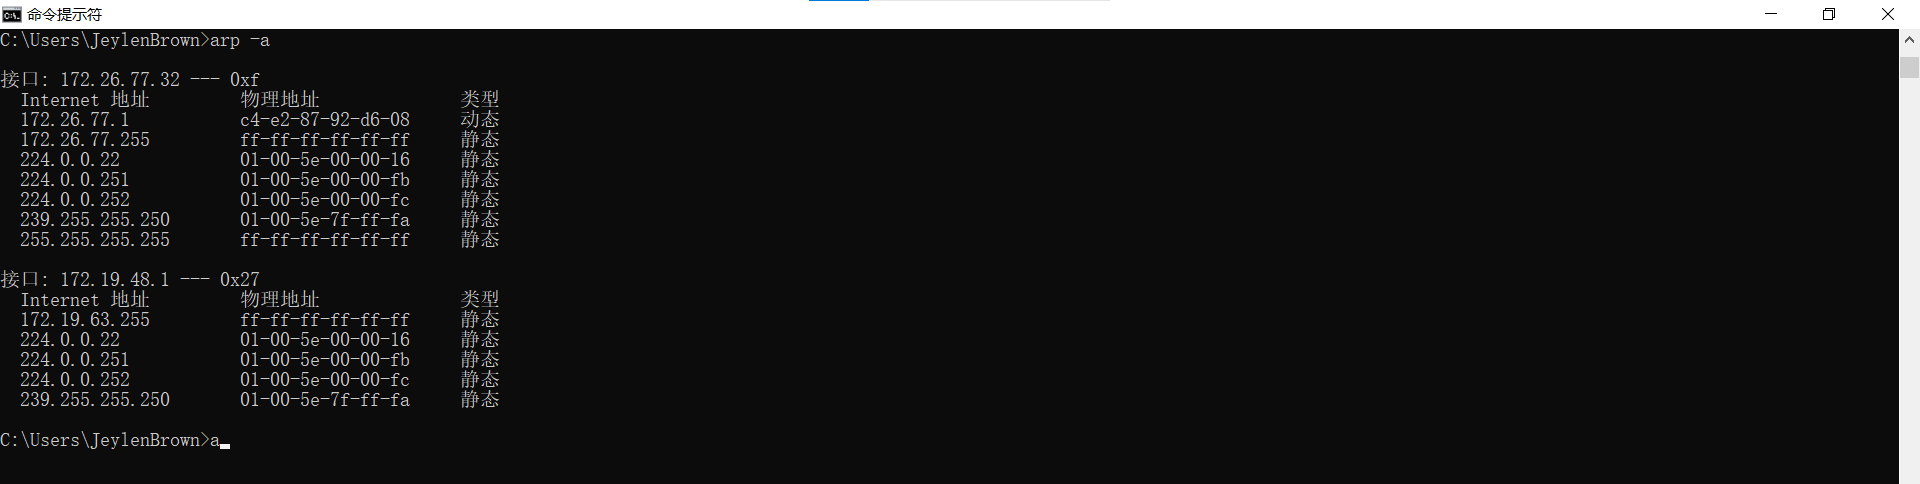 命令提示符
C:\Users\JeylenBrown>arp -a
接口: 172.26.77.32 --- 0xf
Internet 地址 物理地址 类型
172.26.77.1 c4-e2-87-92-d6-08 动态
172.26.77.255 ff-ff-ff-ff-ff-ff 静态
224.0.0.22 01-00-5e-00-00-16 静态
224.0.0.251 01-00-5e-00-00-fb 静态
224.0.0.252 01-00-5e-00-00-fc 静态
239.255.255.250 01-00-5e-7f-ff-fa 静态
255.255.255.255 ff-ff-ff-ff-ff-ff 静态
接口: 172.19.48.1 --- 0x27
Internet 地址 物理地址 类型
172.19.63.255 ff-ff-ff-ff-ff-ff 静态
224.0.0.22 01-00-5e-00-00-16 静态
224.0.0.251 01-00-5e-00-00-fb 静态
224.0.0.252 01-00-5e-00-00-fc 静态
239.255.255.250 01-00-5e-7f-ff-fa 静态
C:\Users\JeylenBrown>a